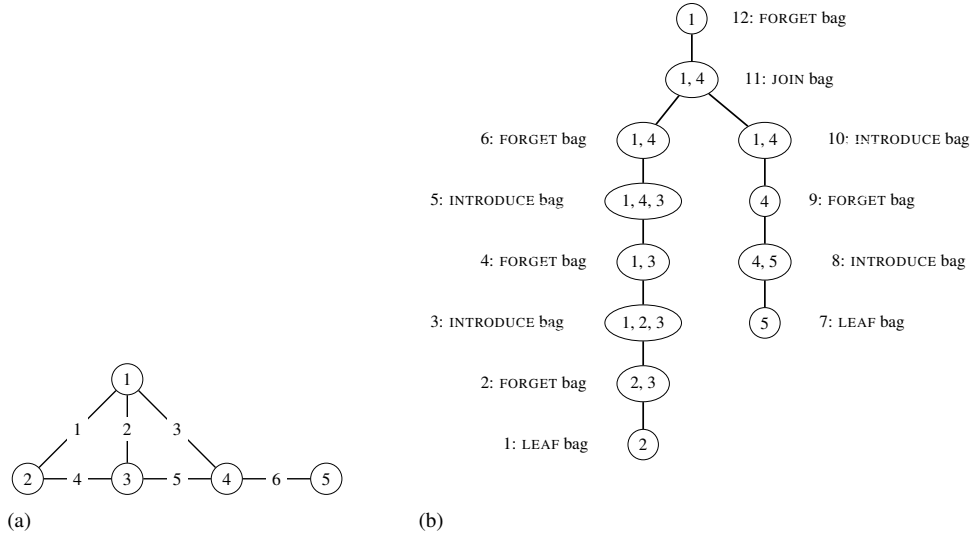 1
12: FORGET bag
1, 4
11: JOIN bag
6: FORGET bag
1, 4
1, 4
10: INTRODUCE bag
5: INTRODUCE bag
1, 4, 3
4
9: FORGET bag
4: FORGET bag
1, 3
4, 5
8: INTRODUCE bag
3: INTRODUCE bag
1, 2, 3
5
7: LEAF bag
1
2: FORGET bag
2, 3
1 2 3
1: LEAF bag
2
2 4 3 5 4 6 5
(a)
(b)